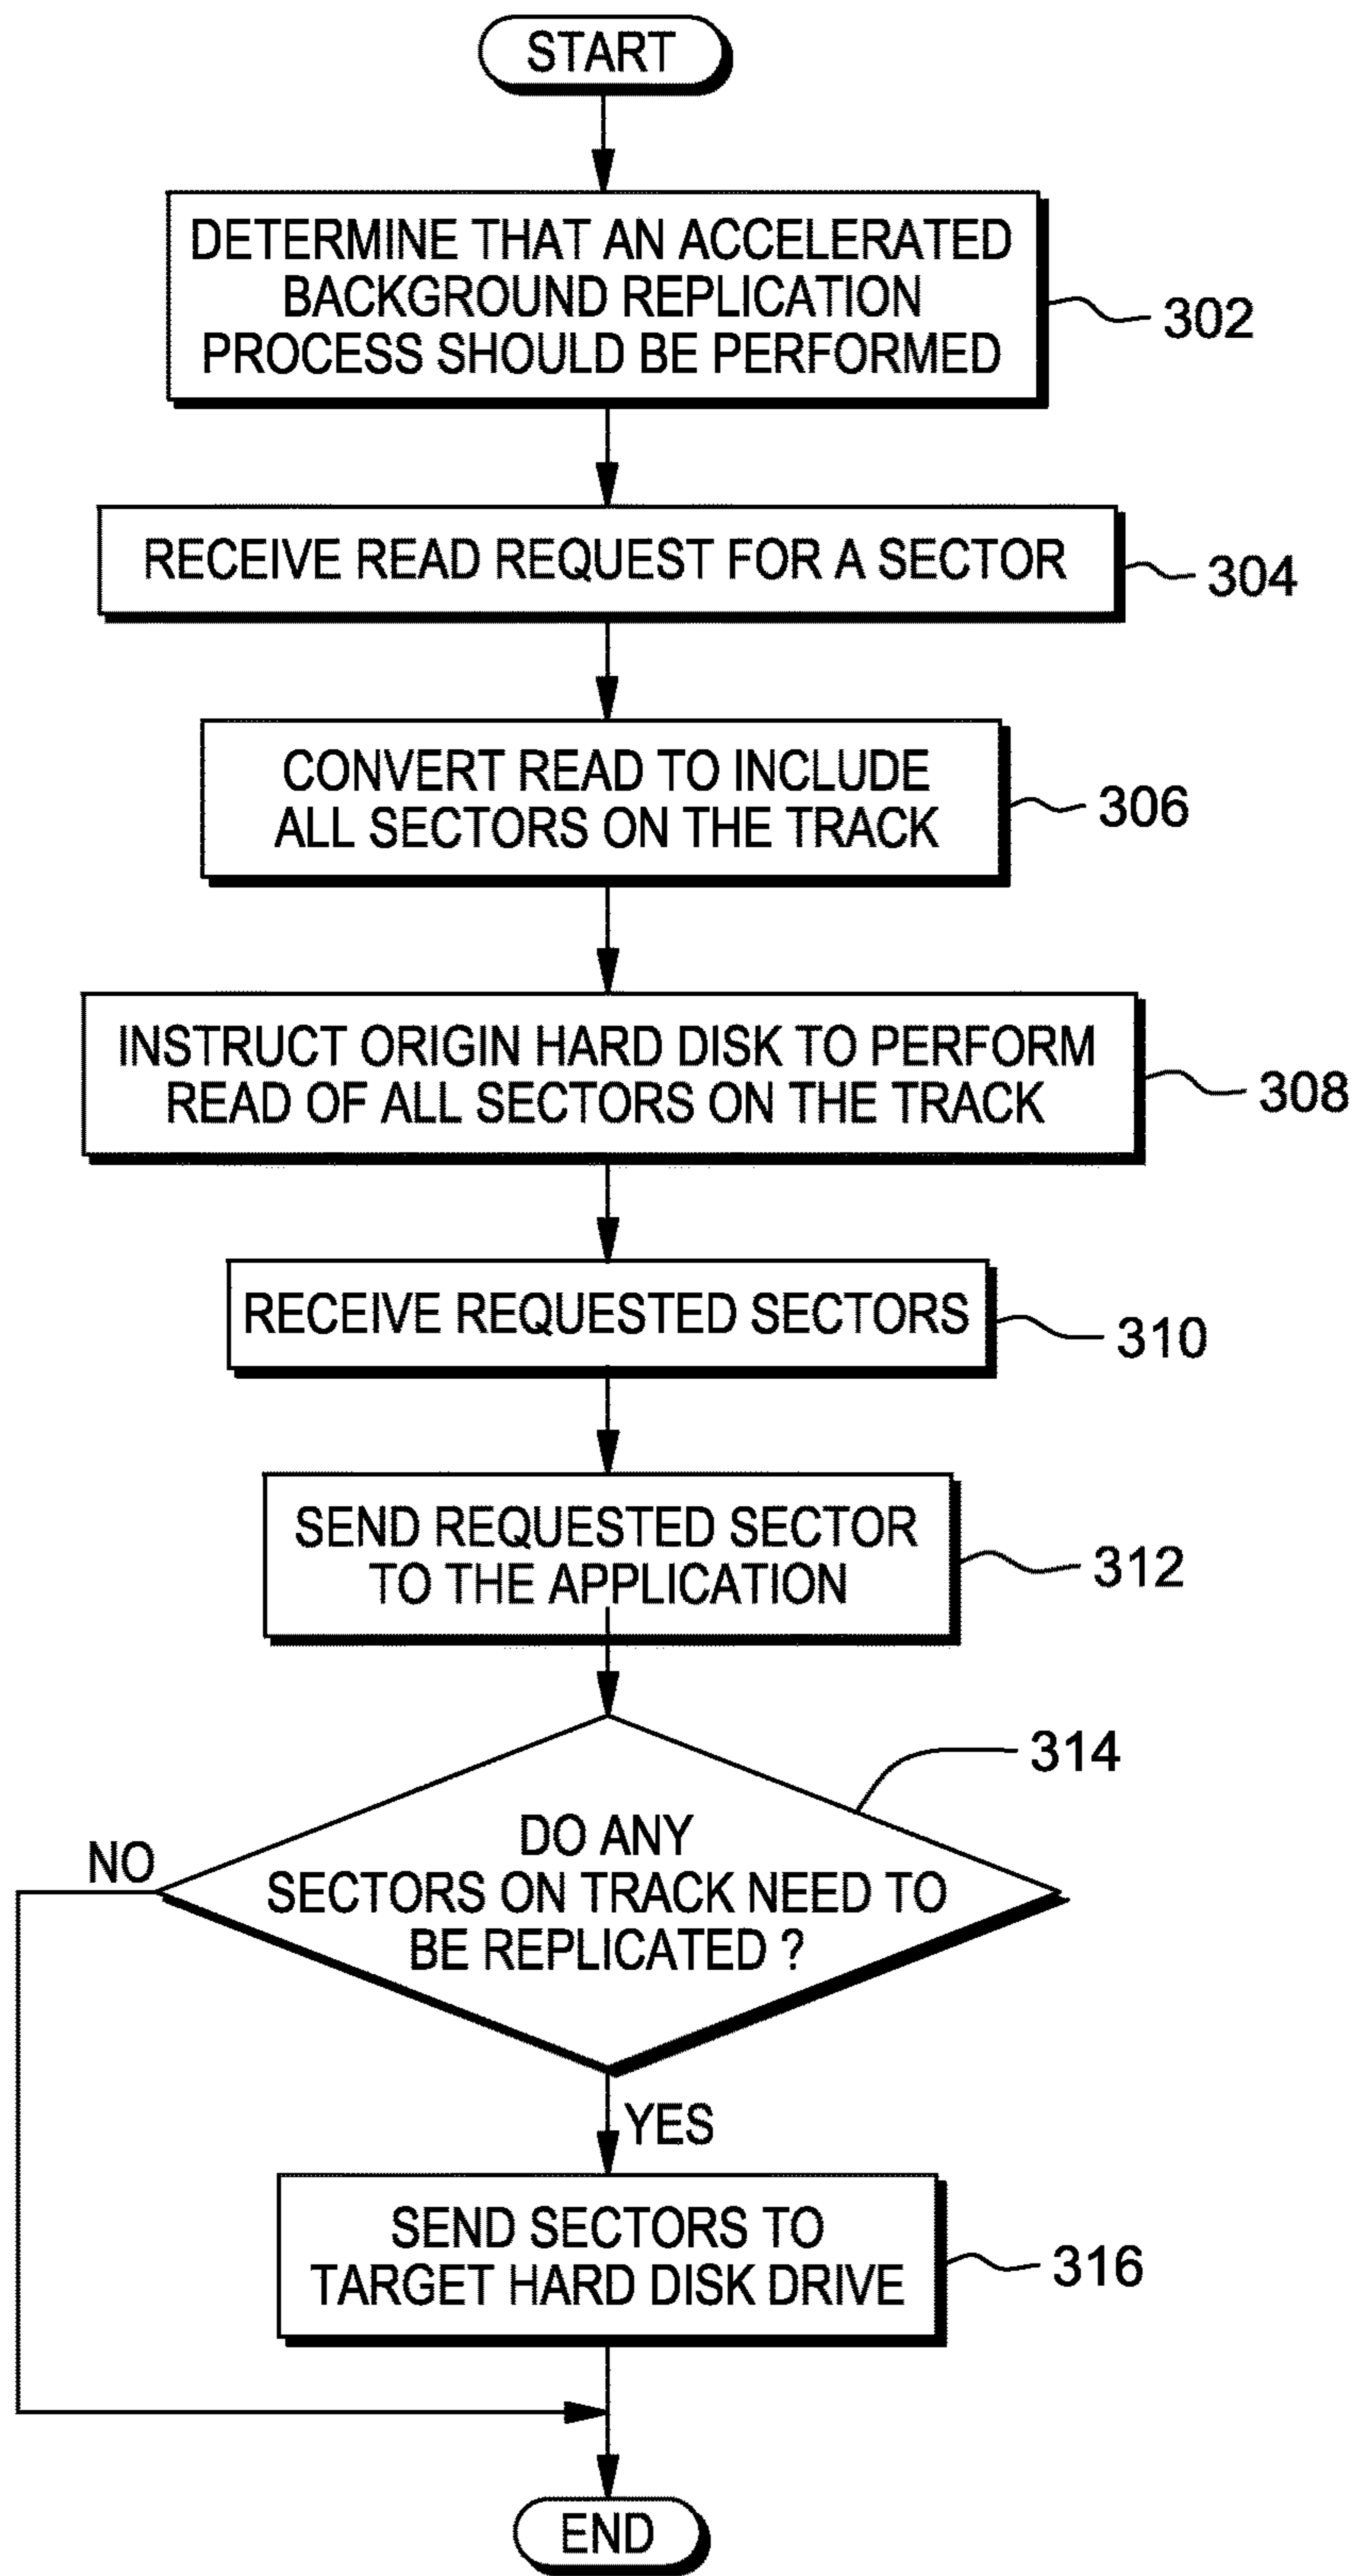 START
DETERMINE THAT AN ACCELERATED
BACKGROUND REPLICATION
PROCESS SHOULD BE PERFORMED
302
RECEIVE READ REQUEST FOR A SECTOR
304
CONVERT READ TO INCLUDE
ALL SECTORS ON THE TRACK
306
INSTRUCT ORIGIN HARD DISK TO PERFORM
READ OF ALL SECTORS ON THE TRACK
308
RECEIVE REQUESTED SECTORS
310
SEND REQUESTED SECTOR
TO THE APPLICATION
312
314
DO ANY
SECTORS ON TRACK NEED TO
BE REPLICATED ?
NO
YES
SEND SECTORS TO
TARGET HARD DISK DRIVE
316
END